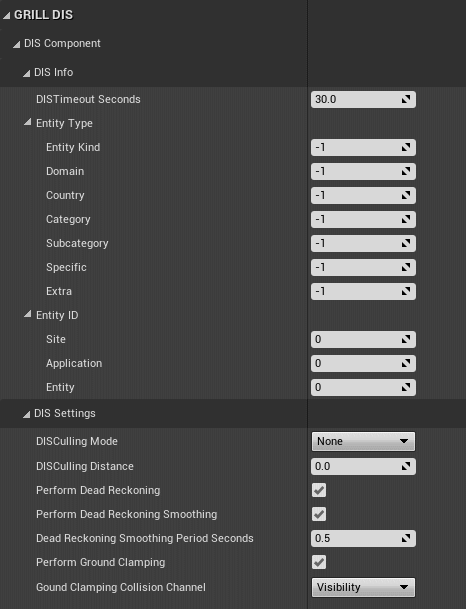 GRILL DIS
DIS Component
DIS Info
DISTimeout Seconds 30.0
Entity Type
Entity Kind -1
Domain -1
Country -1
Category -1
Subcategory -1
Specific -1
Extra -1
Entity ID
Site 0
Application 0
Entity 0
DIS Settings
DISCulling Mode None
DISCulling Distance 0.0
Perform Dead Reckoning
Perform Dead Reckoning Smoothing
Dead Reckoning Smoothing Period Seconds 0.5
Perform Ground Clamping
Gound Clamping Collision Channel Visibility